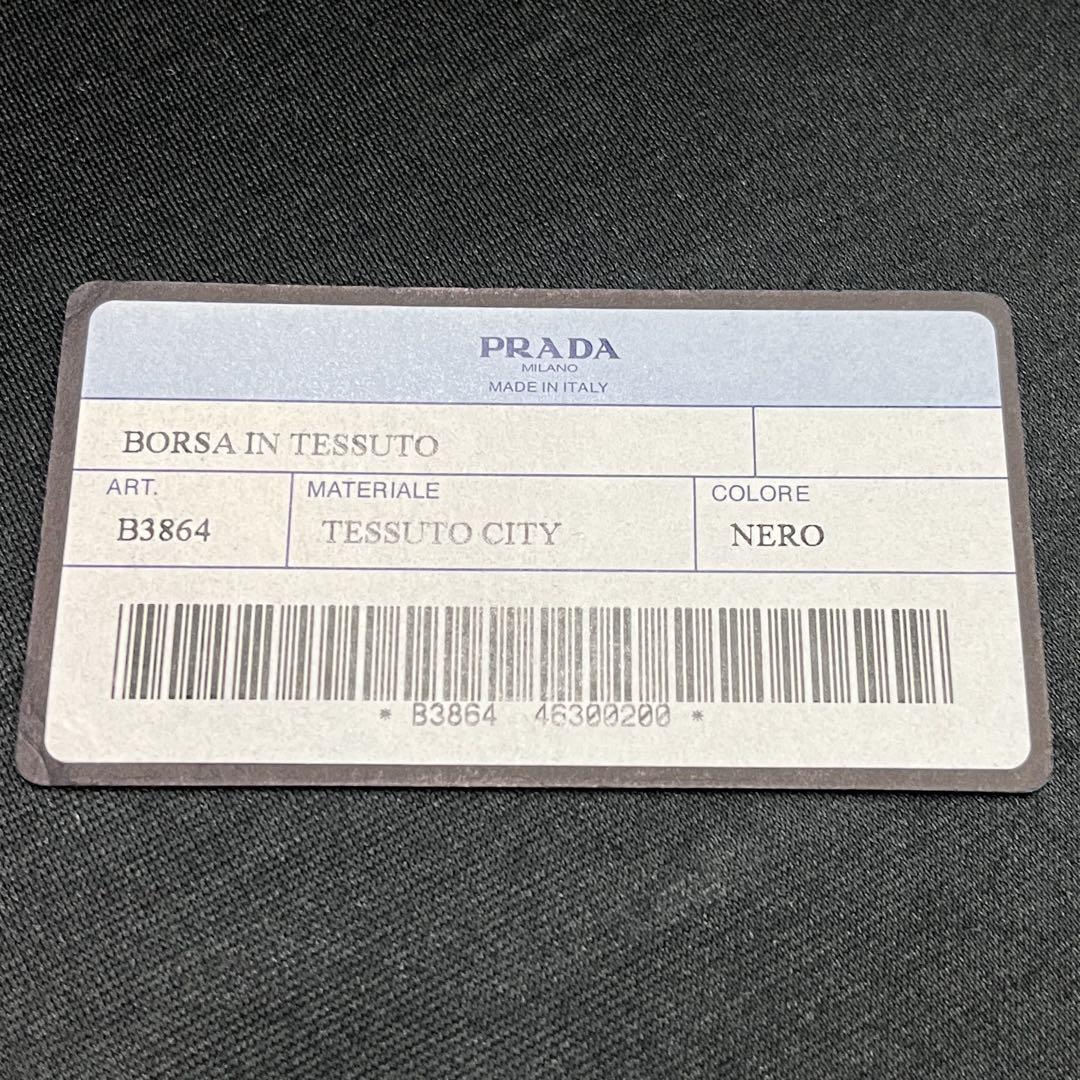 PRADA
MILANO
MADE IN ITALY
BORSA IN TESSUTO
ART. MATERIALE COLORE
B3864 TESSUTO CITY NERO
* B3864 46300200 *